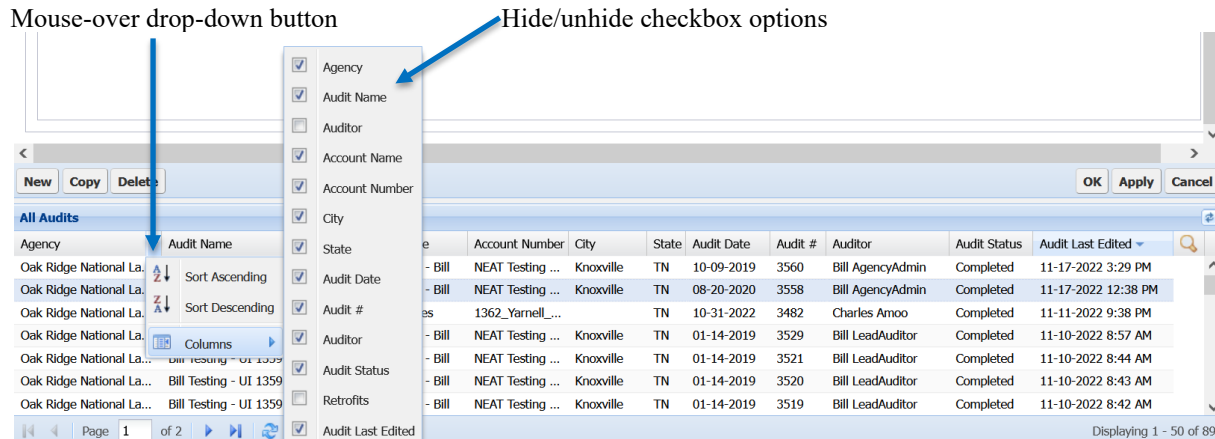 Mouse-over drop-down button Hide/unhide checkbox options
Agency
Audit Name
Auditor
Account Name
Account Number
City
State
Audit Date
Audit #
Auditor
Audit Status
Retrofits
Audit Last Edited
New Copy Delete OK Apply Cancel
All Audits
Agency Audit Name e Account Number City State Audit Date Audit # Auditor Audit Status Audit Last Edited
Sort Ascending
Sort Descending
Columns
Oak Ridge National La... - Bill NEAT Testing ... Knoxville TN 10-09-2019 3560 Bill AgencyAdmin Completed 11-17-2022 3:29 PM
Oak Ridge National La... - Bill NEAT Testing ... Knoxville TN 08-20-2020 3558 Bill AgencyAdmin Completed 11-17-2022 12:38 PM
Oak Ridge National La... es 1362_Yarnell_... TN 10-31-2022 3482 Charles Amoo Completed 11-11-2022 9:38 PM
Oak Ridge National La... - Bill NEAT Testing ... Knoxville TN 01-14-2019 3529 Bill LeadAuditor Completed 11-10-2022 8:57 AM
Oak Ridge National La... Bill Testing - UI 1359 - Bill NEAT Testing ... Knoxville TN 01-14-2019 3521 Bill LeadAuditor Completed 11-10-2022 8:44 AM
Oak Ridge National La... Bill Testing - UI 1359 - Bill NEAT Testing ... Knoxville TN 01-14-2019 3520 Bill LeadAuditor Completed 11-10-2022 8:43 AM
Oak Ridge National La... Bill Testing - UI 1359 - Bill NEAT Testing ... Knoxville TN 01-14-2019 3519 Bill LeadAuditor Completed 11-10-2022 8:42 AM
Page 1 of 2 Displaying 1 - 50 of 89